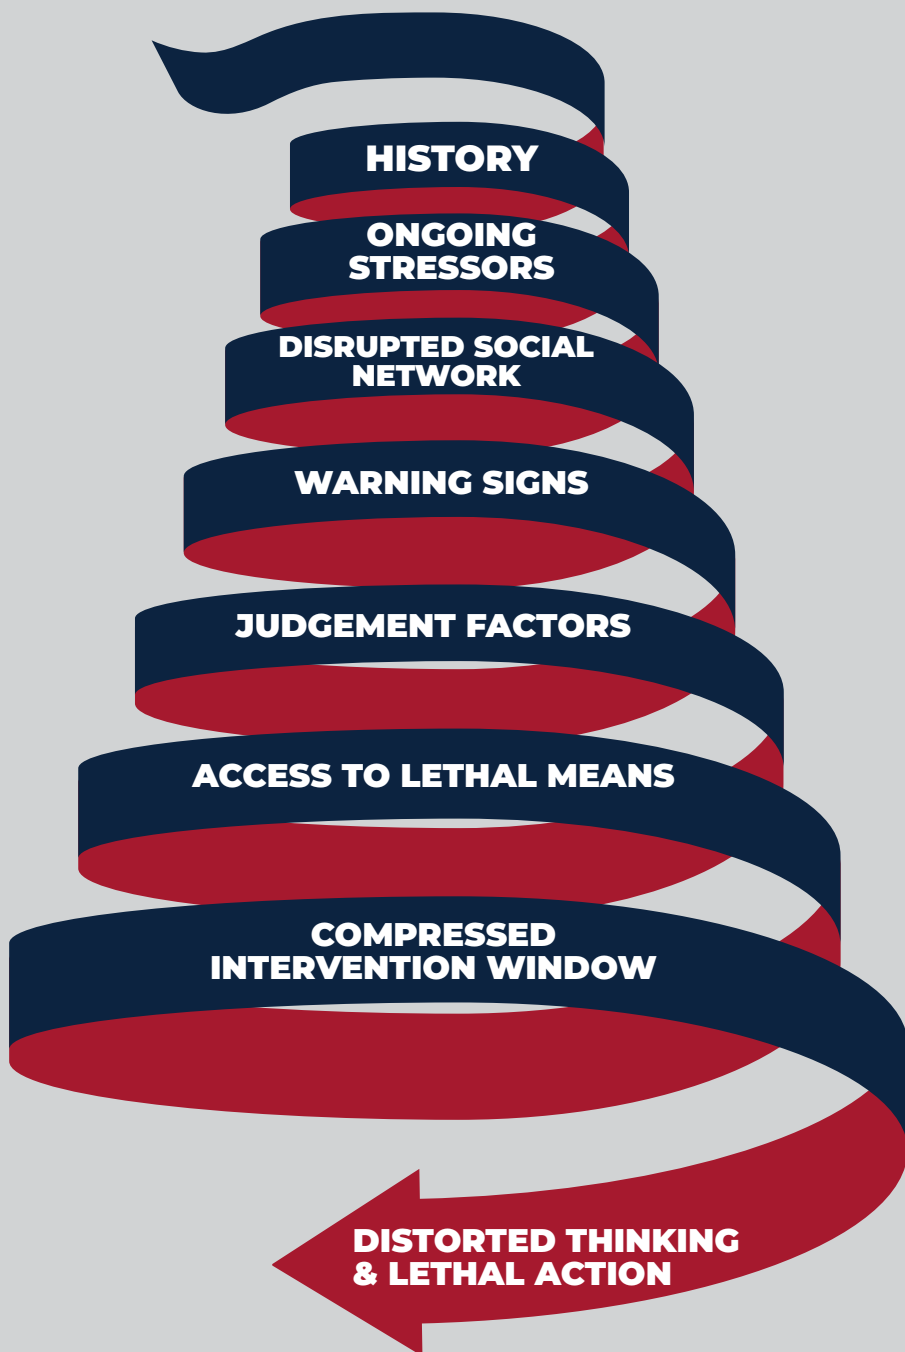 HISTORY
ONGOING
STRESSORS
DISRUPTED SOCIAL
NETWORK
WARNING SIGNS
JUDGEMENT FACTORS
ACCESS TO LETHAL MEANS
COMPRESSED
INTERVENTION WINDOW
DISTORTED THINKING
& LETHAL ACTION